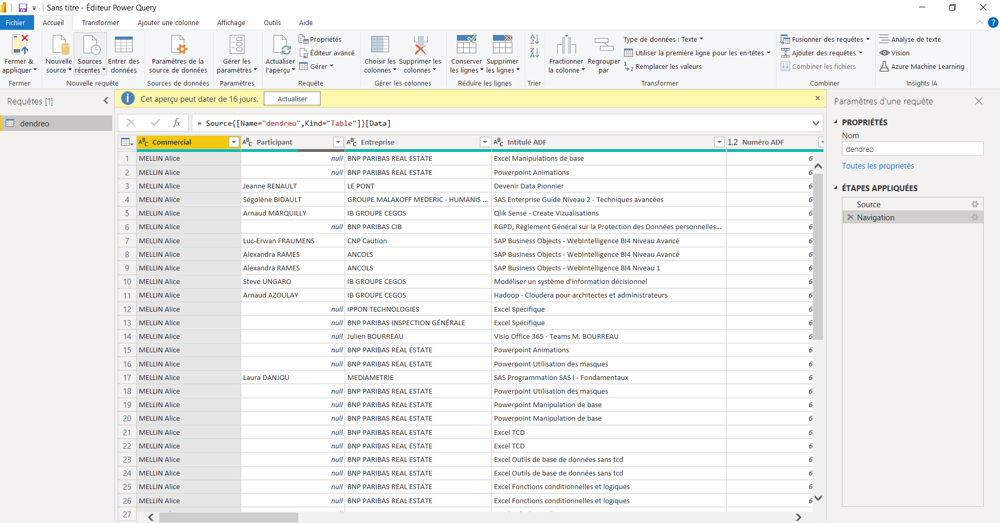 Sans titre - Éditeur Power Query
Fichier Accueil Transformer Ajouter une colonne Affichage Outils Aide
Fermer & appliquer
Nouvelle source
Sources récentes
Entrer des données
Paramètres de la source de données
Gérer les paramètres
Actualiser l'aperçu
Propriétés
Éditeur avancé
Gérer
Choisir les colonnes
Supprimer les colonnes
Conserver les lignes
Supprimer les lignes
Fractionner la colonne
Regrouper par
Type de données : Texte
Utiliser la première ligne pour les en-têtes
Remplacer les valeurs
Fusionner des requêtes
Ajouter des requêtes
Combiner les fichiers
Analyse de texte
Vision
Azure Machine Learning
Fermer Nouvelle requête Sources de données Paramètres Requête Gérer les colonnes Réduire les lignes Trier Transformer Combiner Insights IA
Requêtes [1]
dendreo
Cet aperçu peut dater de 16 jours. Actualiser
fx = Source{[Name="dendreo",Kind="Table"]}[Data]
ABC Commercial ABC Participant ABC Entreprise ABC Intitulé ADF 1.2 Numéro ADF
1 MELLIN Alice null BNP PARIBAS REAL ESTATE Excel Manipulations de base 6
2 MELLIN Alice null BNP PARIBAS REAL ESTATE Powerpoint Animations 6
3 MELLIN Alice Jeanne RENAULT LE PONT Devenir Data Pionnier 6
4 MELLIN Alice Ségolène BIDAULT GROUPE MALAKOFF MEDERIC - HUMANIS ... SAS Enterprise Guide Niveau 2 - Techniques avancées 6
5 MELLIN Alice Arnaud MARQUILLY IB GROUPE CEGOS Qlik Sense - Create Vizualisations 6
6 MELLIN Alice null BNP PARIBAS CIB RGPD, Règlement Général sur la Protection des Données personnelles... 6
7 MELLIN Alice Luc-Erwan FRAUMENS CNP Caution SAP Business Objects - WebIntelligence BI4 Niveau Avancé 6
8 MELLIN Alice Alexandra RAMES ANCOLS SAP Business Objects - WebIntelligence BI4 Niveau Avancé 6
9 MELLIN Alice Alexandra RAMES ANCOLS SAP Business Objects - WebIntelligence BI4 Niveau 1 6
10 MELLIN Alice Steve UNGARO IB GROUPE CEGOS Modéliser un système d'information décisionnel 6
11 MELLIN Alice Arnaud AZOULAY IB GROUPE CEGOS Hadoop - Cloudera pour architectes et administrateurs 6
12 MELLIN Alice null IPPON TECHNOLOGIES Excel Spécifique 6
13 MELLIN Alice null BNP PARIBAS INSPECTION GÉNÉRALE Excel Spécifique 6
14 MELLIN Alice null Julien BOURREAU Visio Office 365 - Teams M. BOURREAU 6
15 MELLIN Alice null BNP PARIBAS REAL ESTATE Powerpoint Animations 6
16 MELLIN Alice null BNP PARIBAS REAL ESTATE Powerpoint Utilisation des masques 6
17 MELLIN Alice Laura DANJOU MEDIAMETRIE SAS Programmation SAS I - Fondamentaux 6
18 MELLIN Alice null BNP PARIBAS REAL ESTATE Powerpoint Utilisation des masques 6
19 MELLIN Alice null BNP PARIBAS REAL ESTATE Powerpoint Manipulation de base 6
20 MELLIN Alice null BNP PARIBAS REAL ESTATE Powerpoint Manipulation de base 6
21 MELLIN Alice null BNP PARIBAS REAL ESTATE Excel TCD 6
22 MELLIN Alice null BNP PARIBAS REAL ESTATE Excel TCD 6
23 MELLIN Alice null BNP PARIBAS REAL ESTATE Excel Outils de base de données sans tcd 6
24 MELLIN Alice null BNP PARIBAS REAL ESTATE Excel Outils de base de données sans tcd 6
25 MELLIN Alice null BNP PARIBAS REAL ESTATE Excel Fonctions conditionnelles et logiques 6
26 MELLIN Alice null BNP PARIBAS REAL ESTATE Excel Fonctions conditionnelles et logiques 6
27
Paramètres d'une requête
PROPRIÉTÉS
Nom
dendreo
Toutes les propriétés
ÉTAPES APPLIQUÉES
Source
Navigation